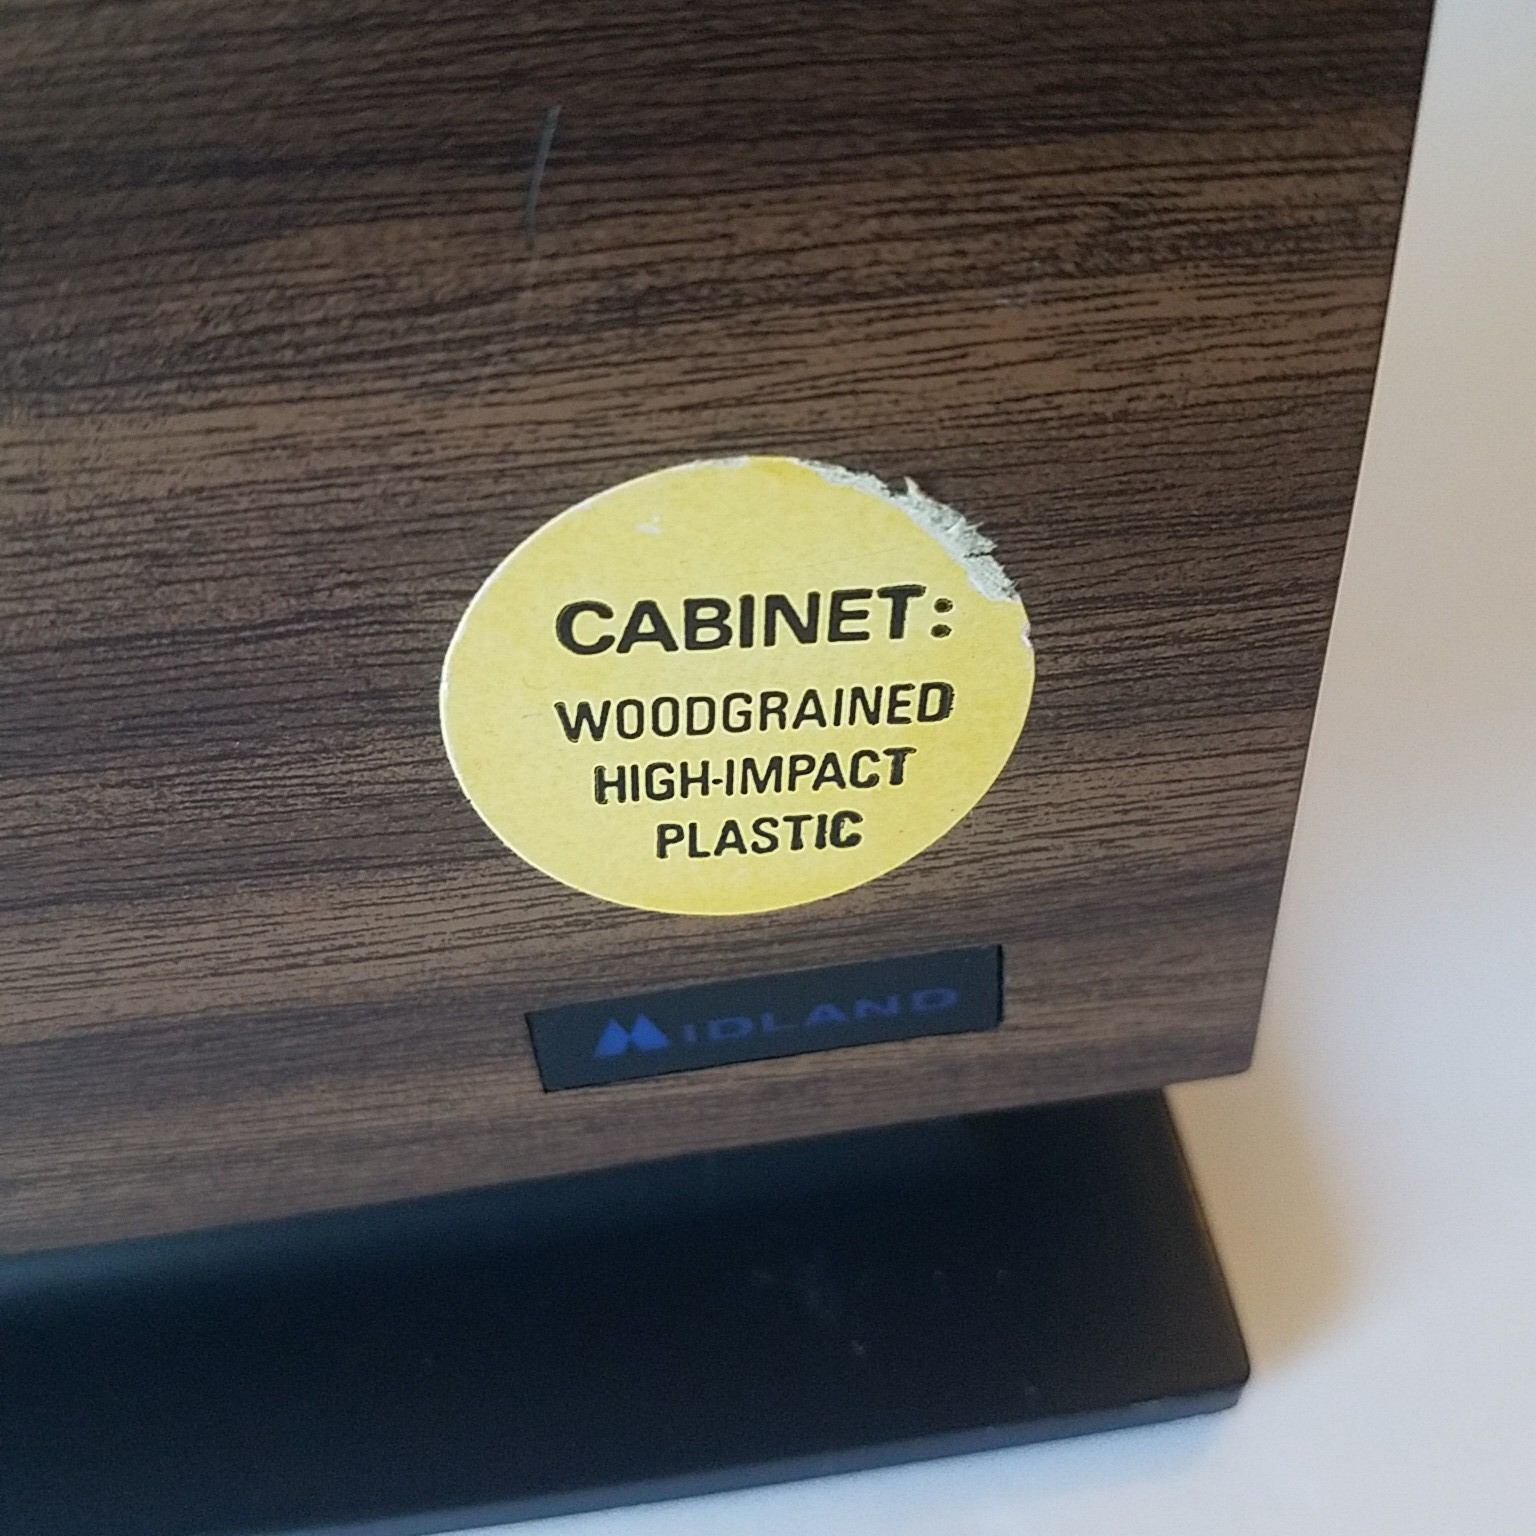 CABINET:
WOODGRAINED
HIGH-IMPACT
PLASTIC
MIDLAND